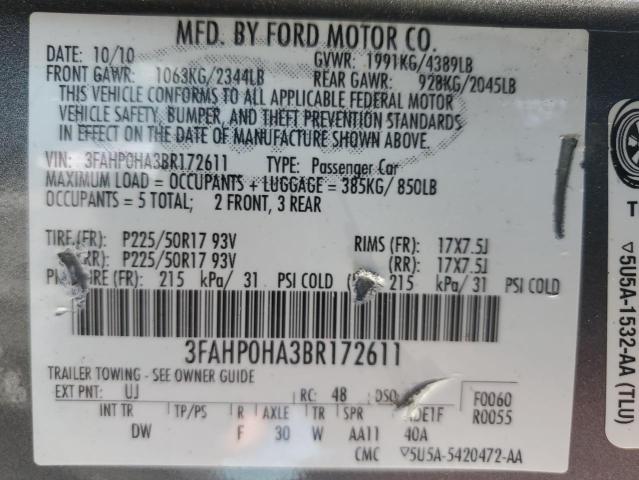 MFD. BY FORD MOTOR CO.
DATE: 10/10 GVWR: 1991KG/4389LB
FRONT GAWR: 1063KG/2344LB REAR GAWR: 928KG/2045LB
THIS VEHICLE CONFORMS TO ALL APPLICABLE FEDERAL MOTOR
VEHICLE SAFETY, BUMPER, AND THEFT PREVENTION STANDARDS
IN EFFECT ON THE DATE OF MANUFACTURE SHOWN ABOVE.
VIN: 3FAHP0HA3BR172611 TYPE: Passenger Car
MAXIMUM LOAD = OCCUPANTS + LUGGAGE = 385KG/850LB
OCCUPANTS = 5 TOTAL; 2 FRONT, 3 REAR
TIRE(FR): P225/50R17 93V RIMS (FR): 17X7.5J
(RR): P225/50R17 93V (RR): 17X7.5J
(FR): 215 kPa/ 31 PSI COLD 215 kPa/31 PSI COLD
3FAHP0HA3BR172611
TRAILER TOWING - SEE OWNER GUIDE
EXT PNT: UJ RC: 48 DSO: F0060
INT TR TP/PS R AXLE TR SPR R0055
DW F 30 W AA11 40A
CMC ▽5U5A-5420472-AA
T
▽5U5A-1532-AA (TLU)